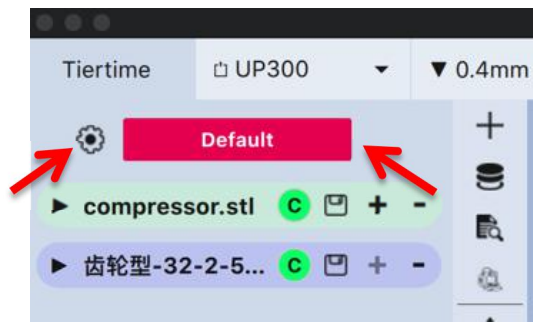 Tiertime UP300 ▼ 0.4mm
Default
compressor.stl C + -
齿轮型-32-2-5... C + -